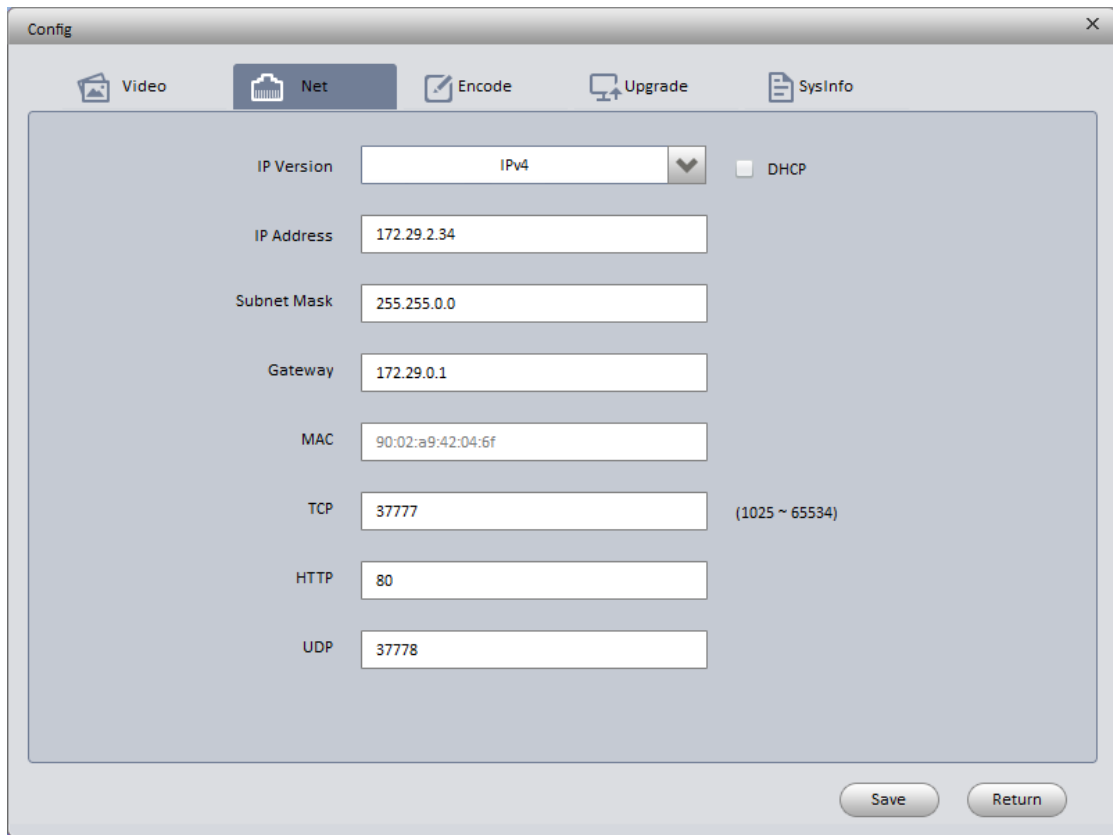 Config
Video Net Encode Upgrade SysInfo
IP Version IPv4 DHCP
IP Address 172.29.2.34
Subnet Mask 255.255.0.0
Gateway 172.29.0.1
MAC 90:02:a9:42:04:6f
TCP 37777 (1025 ~ 65534)
HTTP 80
UDP 37778
Save Return